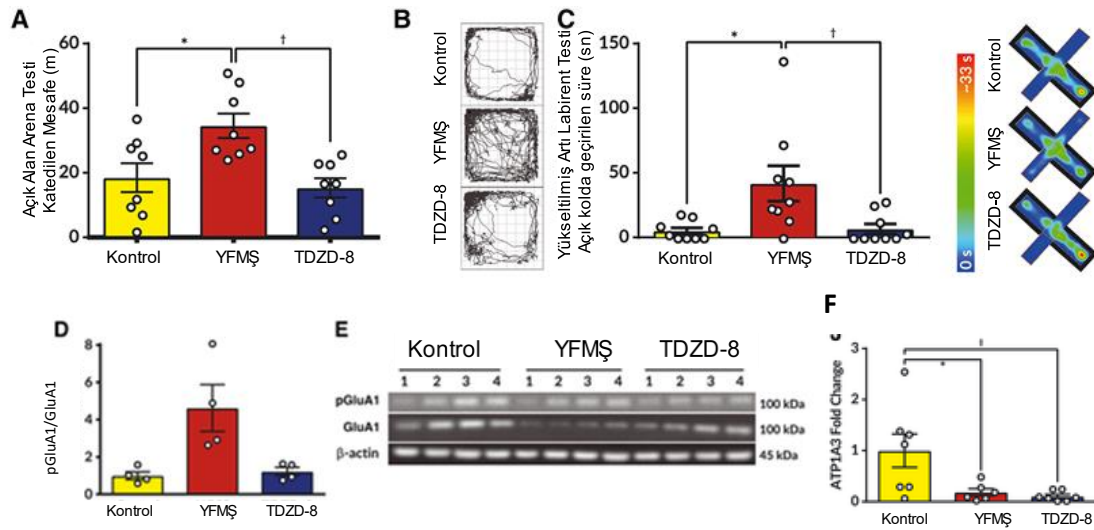 A
Açık Alan Arena Testi
Katedilen Mesafe (m)
60
40
20
0
*
†
Kontrol
YFMŞ
TDZD-8
B
Kontrol
YFMŞ
TDZD-8
C
Yükseltilmiş Artı Labirent Testi
Açık kolda geçirilen süre (sn)
150
100
50
0
*
†
Kontrol
YFMŞ
TDZD-8
~33 s
0 s
Kontrol
YFMŞ
TDZD-8
D
pGluA1/GluA1
8
6
4
2
0
Kontrol
TDZD-8
E
Kontrol
YFMŞ
TDZD-8
1 2 3 4 1 2 3 4 1 2 3 4
pGluA1
100 kDa
GluA1
100 kDa
β-actin
45 kDa
F
ATP1A3 Fold Change
3
2
1
0
*
Kontrol
YFMŞ
TDZD-8